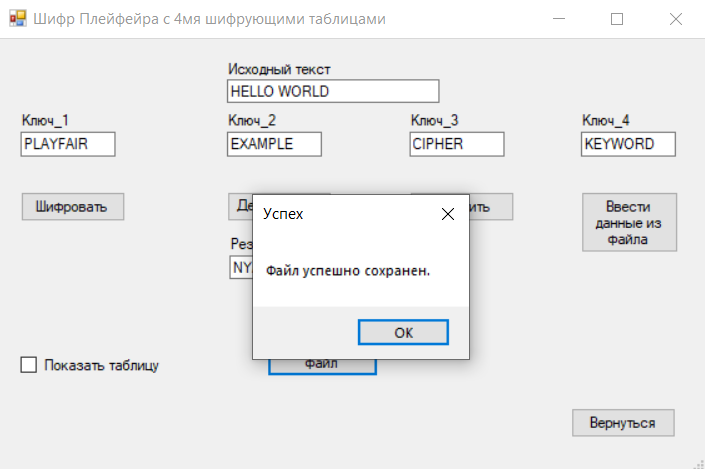 Шифр Плейфейра с 4мя шифрующими таблицами
Исходный текст
HELLO WORLD
Ключ_1 Ключ_2 Ключ_3 Ключ_4
PLAYFAIR EXAMPLE CIPHER KEYWORD
Шифровать
Ввести
данные из
файла
Успех
Файл успешно сохранен.
OK
Показать таблицу
файл
Вернуться